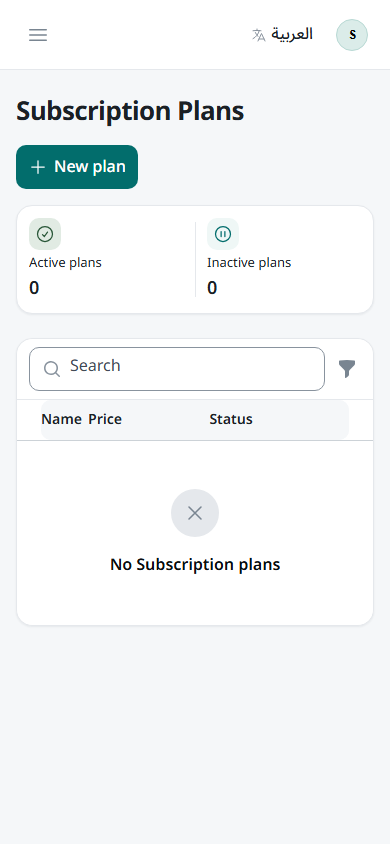 العربية
S
Subscription Plans
New plan
Active plans
0
Inactive plans
0
Search
Name Price Status
No Subscription plans